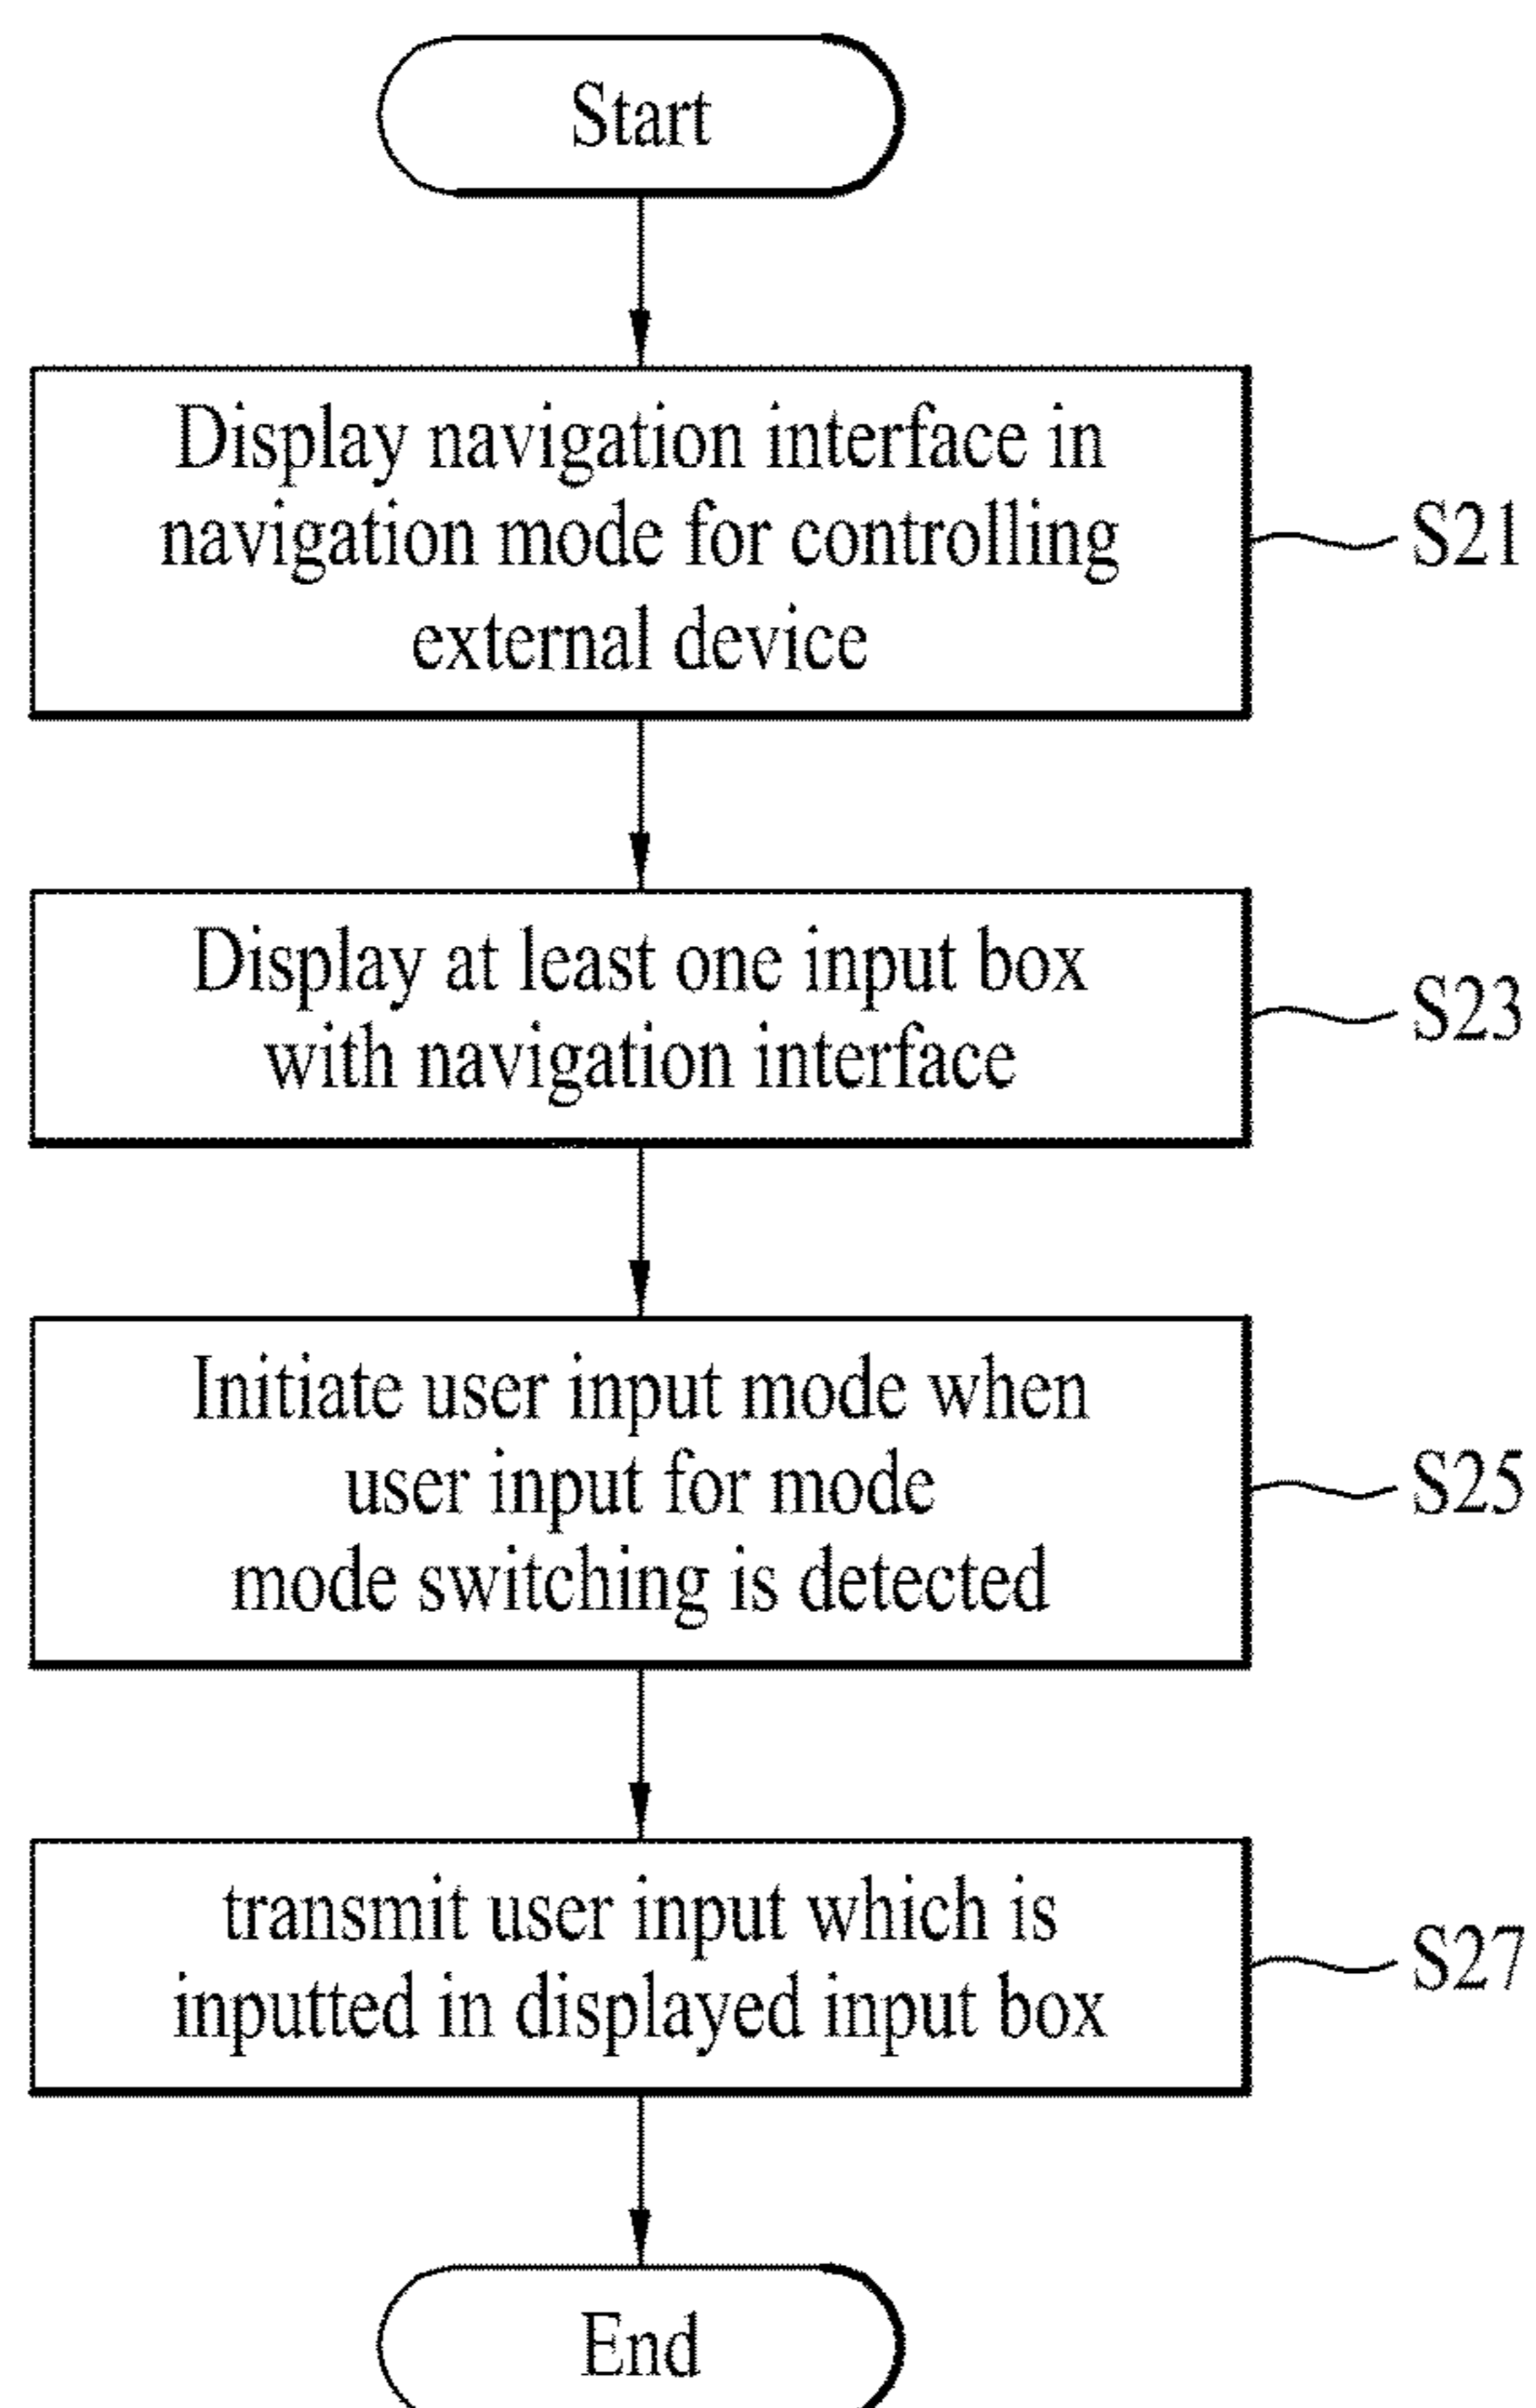 Start
Display navigation interface in
navigation mode for controlling
external device
S21
Display at least one input box
with navigation interface
S23
Initiate user input mode when
user input for mode
mode switching is detected
S25
transmit user input which is
inputted in displayed input box
S27
End